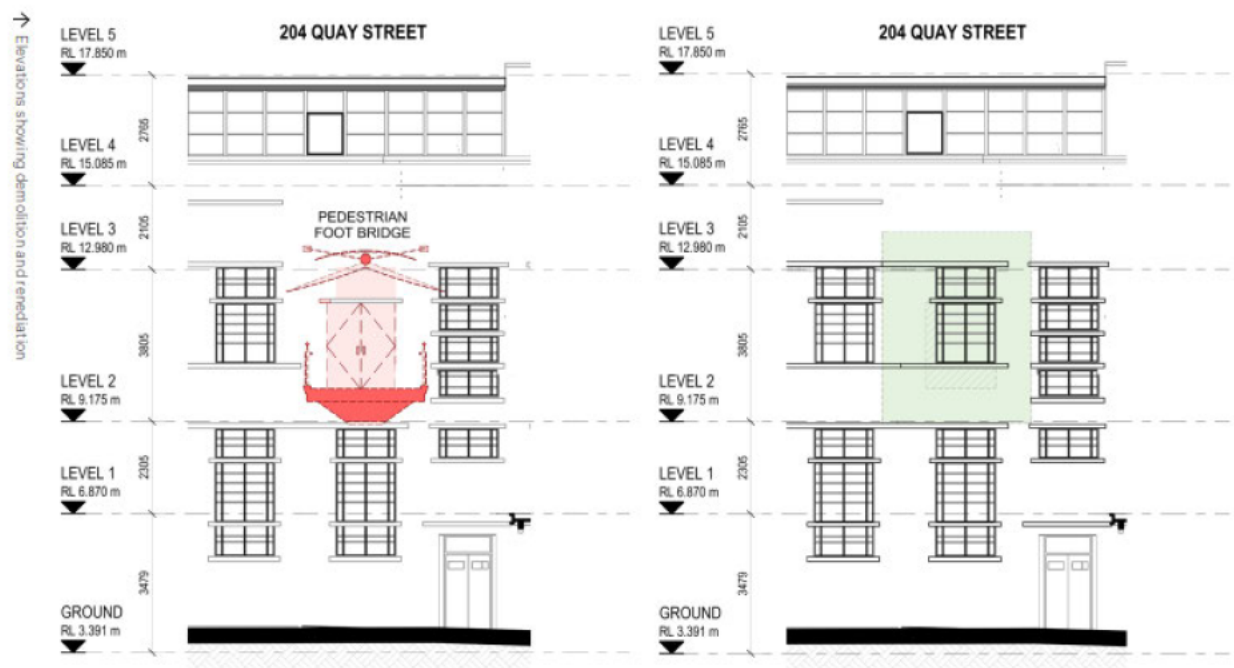 → Elevations showing demolition and renediation
204 QUAY STREET
LEVEL 5
RL 17.850 m
2765
LEVEL 4
RL 15.085 m
2105
LEVEL 3
RL 12.980 m
PEDESTRIAN
FOOT BRIDGE
3805
LEVEL 2
RL 9.175 m
2305
LEVEL 1
RL 6.870 m
3479
GROUND
RL 3.391 m
204 QUAY STREET
LEVEL 5
RL 17.850 m
2765
LEVEL 4
RL 15.085 m
2105
LEVEL 3
RL 12.980 m
3805
LEVEL 2
RL 9.175 m
2305
LEVEL 1
RL 6.870 m
3479
GROUND
RL 3.391 m